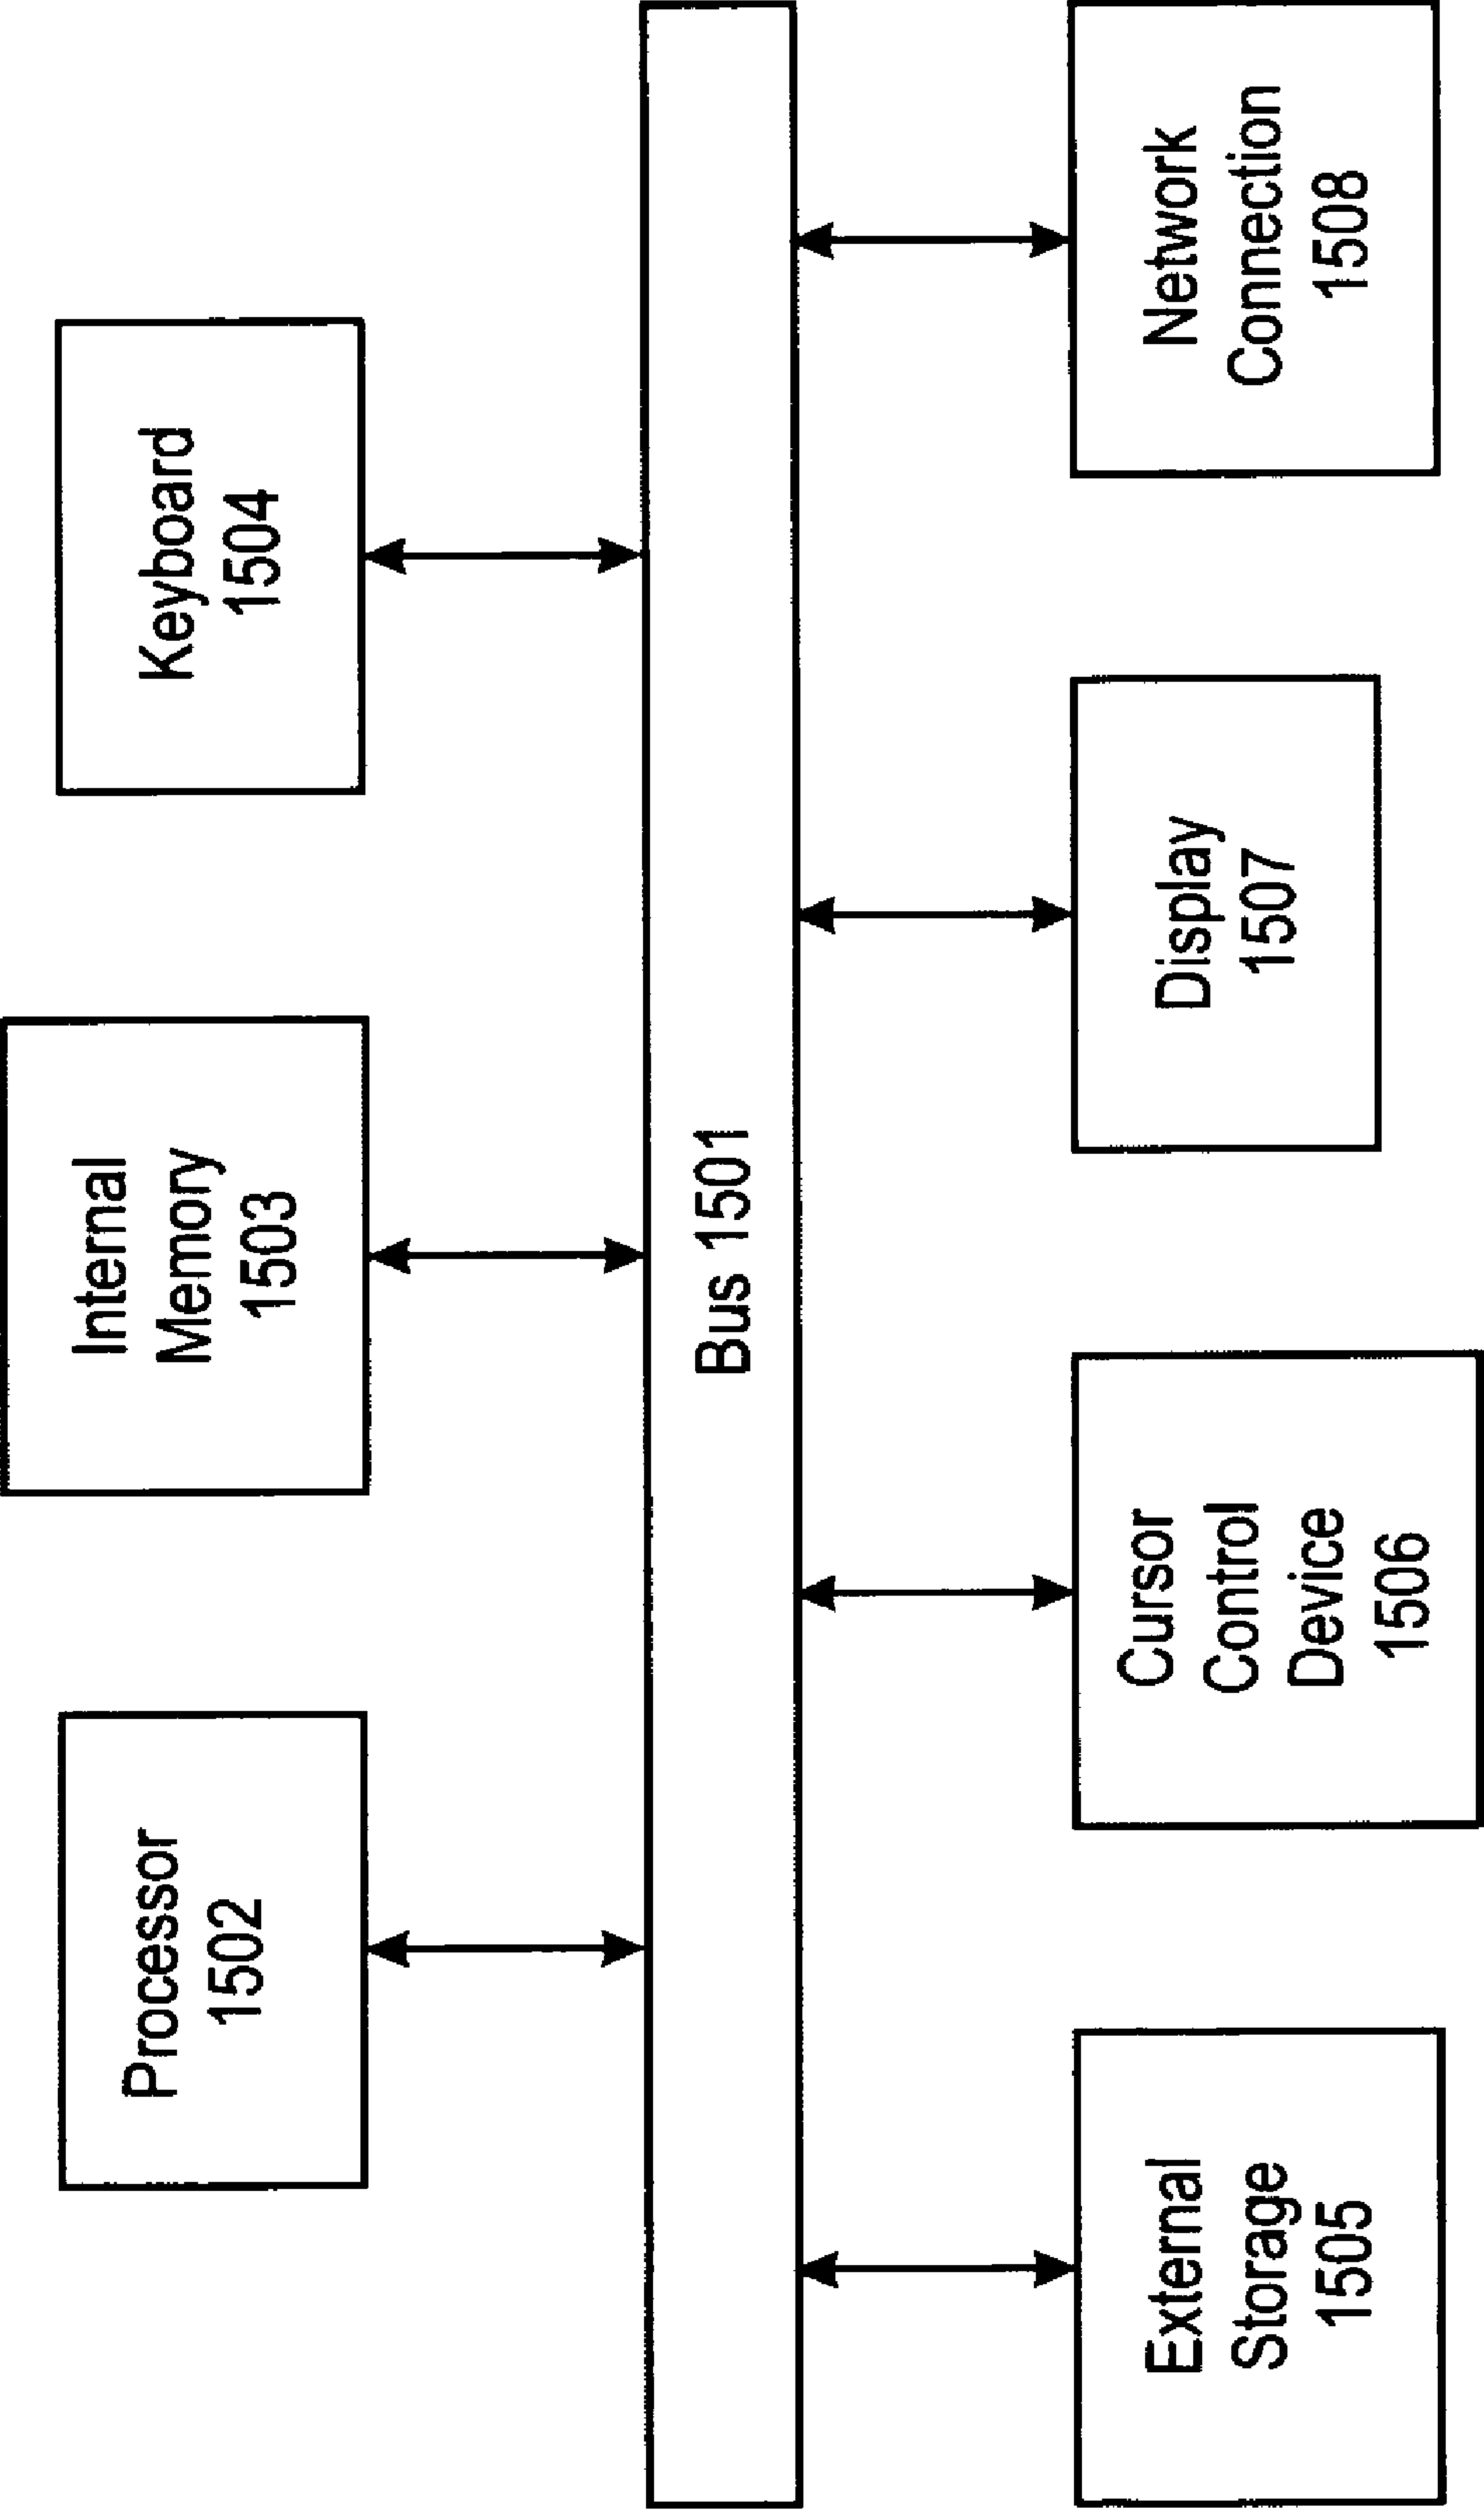 Processor
1502
Internal
Memory
1503
Keyboard
1504
Bus 1501
External
Storage
1505
Cursor
Control
Device
1506
Display
1507
Network
Connection
1508